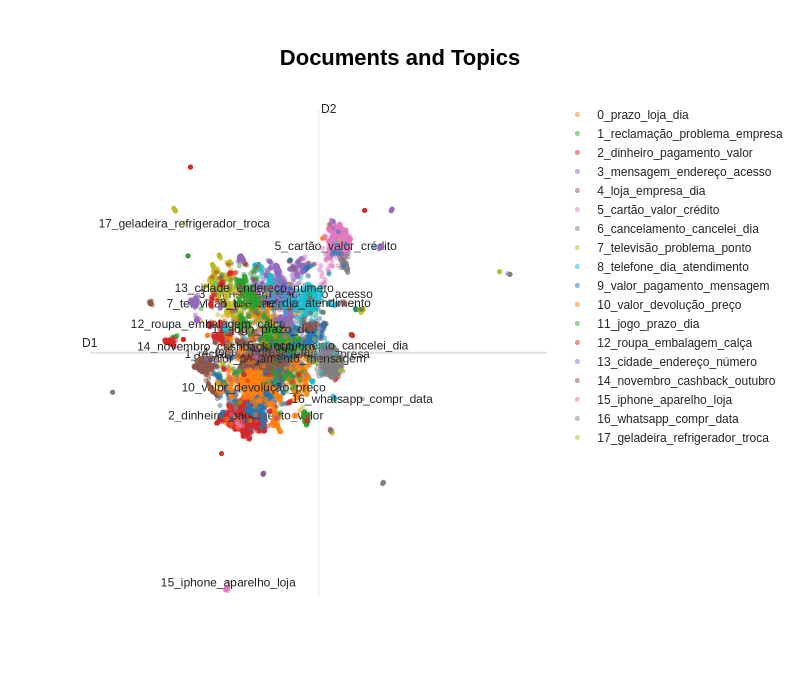 Documents and Topics
D2
0_prazo_loja_dia
1_reclamação_problema_empresa
2_dinheiro_pagamento_valor
3_mensagem_endereço_acesso
4_loja_empresa_dia
5_cartão_valor_crédito
6_cancelamento_cancelei_dia
7_televisão_problema_ponto
8_telefone_dia_atendimento
9_valor_pagamento_mensagem
10_valor_devolução_preço
11_jogo_prazo_dia
12_roupa_embalagem_calça
13_cidade_endereço_número
14_novembro_cashback_outubro
15_iphone_aparelho_loja
16_whatsapp_compr_data
17_geladeira_refrigerador_troca
17_geladeira_refrigerador_troca
5_cartão_valor_crédito
13_cidade_endereço_número
12_roupa_embalagem_calça
D1
10_valor_devolução_preço
16_whatsapp_compr_data
2_dinheiro_pagamento_valor
15_iphone_aparelho_loja